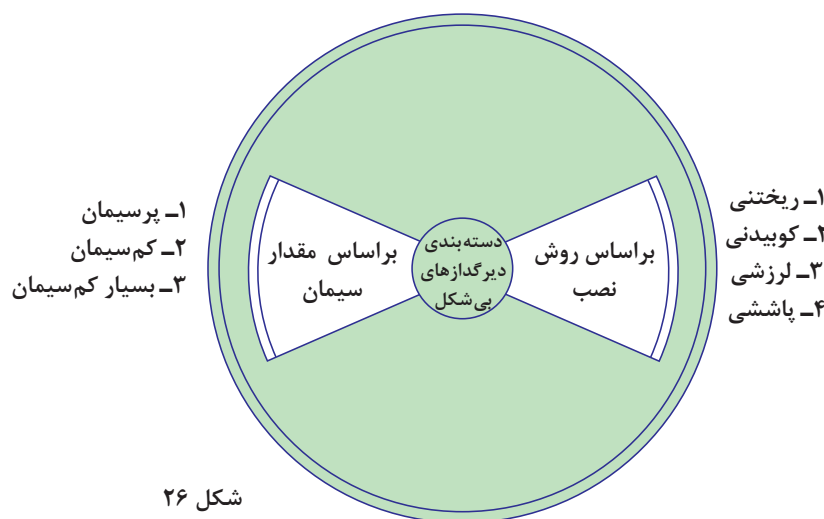 ۱ـ ریختنی
۲ـ کوبیدنی
۳ـ لرزشی
۴ـ پاششی
براساس روش
نصب
دسته‌بندی
دیرگدازهای
بی‌شکل
براساس مقدار
سیمان
۱ـ پرسیمان
۲ـ کم‌سیمان
۳ـ بسیار کم‌سیمان
شکل ۲۶